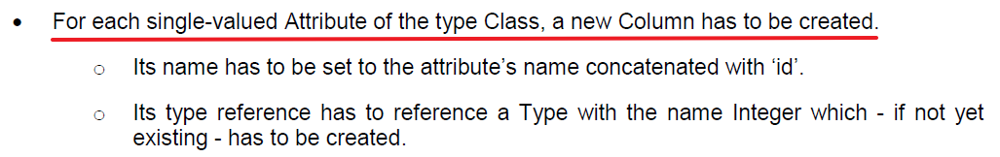 • For each single-valued Attribute of the type Class, a new Column has to be created.
o Its name has to be set to the attribute’s name concatenated with ‘id’.
o Its type reference has to reference a Type with the name Integer which - if not yet
existing - has to be created.